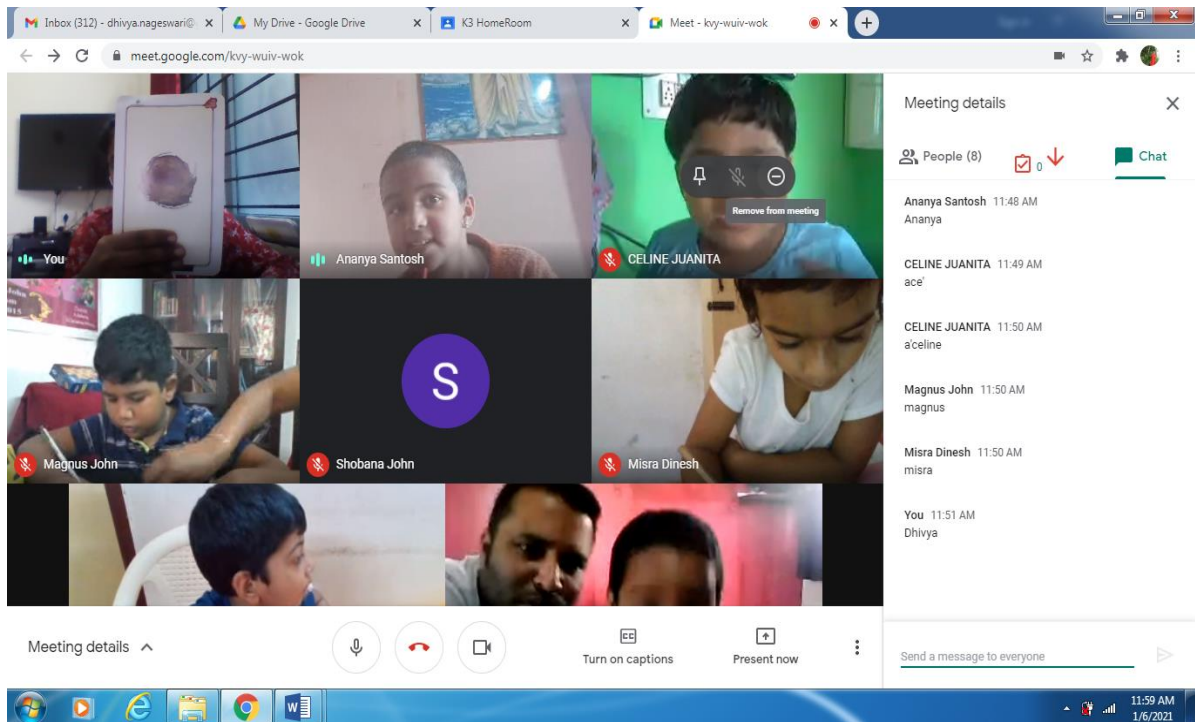 Inbox (312) - dhivya.nageswari@
My Drive - Google Drive
K3 HomeRoom
Meet - kvy-wuiv-wok
meet.google.com/kvy-wuiv-wok
You
Ananya Santosh
CELINE JUANITA
Remove from meeting
Magnus John
S
Shobana John
Misra Dinesh
Meeting details
People (8)
0
Chat
Ananya Santosh 11:48 AM
Ananya
CELINE JUANITA 11:49 AM
ace'
CELINE JUANITA 11:50 AM
a'celine
Magnus John 11:50 AM
magnus
Misra Dinesh 11:50 AM
misra
You 11:51 AM
Dhivya
Send a message to everyone
Meeting details
CC
Turn on captions
Present now
W
11:59 AM
1/6/2021